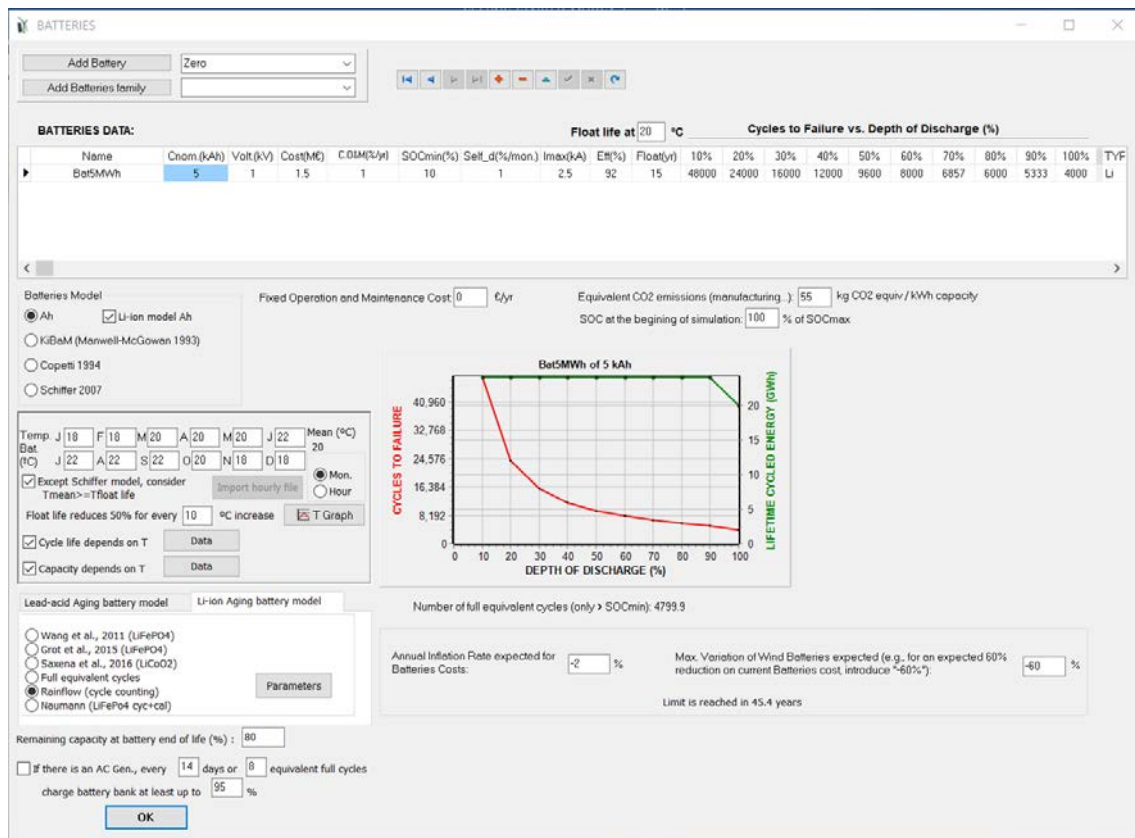 BATTERIES
Add Battery Zero
Add Batteries family
BATTERIES DATA: Float life at 20 ºC Cycles to Failure vs. Depth of Discharge (%)
Name Cnom.(kAh) Volt.(kV) Cost(M€) C.O&M(%/yr) SOCmin(%) Self_d(%/mon.) Imax(kA) Eff(%) Float(yr) 10% 20% 30% 40% 50% 60% 70% 80% 90% 100% TYF
Bat5MWh 5 1 1.5 1 10 1 2.5 92 15 48000 24000 16000 12000 9600 8000 6857 6000 5333 4000 Li
Batteries Model
Ah Li-ion model Ah
KiBaM (Manwell-McGowan 1993)
Copetti 1994
Schiffer 2007
Fixed Operation and Maintenance Cost: 0 €/yr
Equivalent CO2 emissions (manufacturing...): 55 kg CO2 equiv / kWh capacity
SOC at the begining of simulation: 100 % of SOCmax
Temp. Bat. (ºC)
J 18 F 18 M 20 A 20 M 20 J 22 Mean (ºC)
20
J 22 A 22 S 22 O 20 N 18 D 18
Except Schiffer model, consider
Tmean>=Tfloat life
Import hourly file
Mon.
Hour
Float life reduces 50% for every 10 ºC increase T Graph
Cycle life depends on T Data
Capacity depends on T Data
Bat5MWh of 5 kAh
CYCLES TO FAILURE
40,960
32,768
24,576
16,384
8,192
0
LIFETIME CYCLED ENERGY (GWh)
20
15
10
5
0
0 10 20 30 40 50 60 70 80 90 100
DEPTH OF DISCHARGE (%)
Lead-acid Aging battery model Li-ion Aging battery model
Wang et al., 2011 (LiFePO4)
Grot et al., 2015 (LiFePO4)
Saxena et al., 2016 (LiCoO2)
Full equivalent cycles
Rainflow (cycle counting)
Naumann (LiFePo4 cyc+cal)
Parameters
Number of full equivalent cycles (only > SOCmin): 4799.9
Annual Inflation Rate expected for
Batteries Costs: -2 %
Max. Variation of Wind Batteries expected (e.g., for an expected 60%
reduction on current Batteries cost, introduce "-60%"): -60 %
Limit is reached in 45.4 years
Remaining capacity at battery end of life (%) : 80
If there is an AC Gen., every 14 days or 8 equivalent full cycles
charge battery bank at least up to 95 %
OK